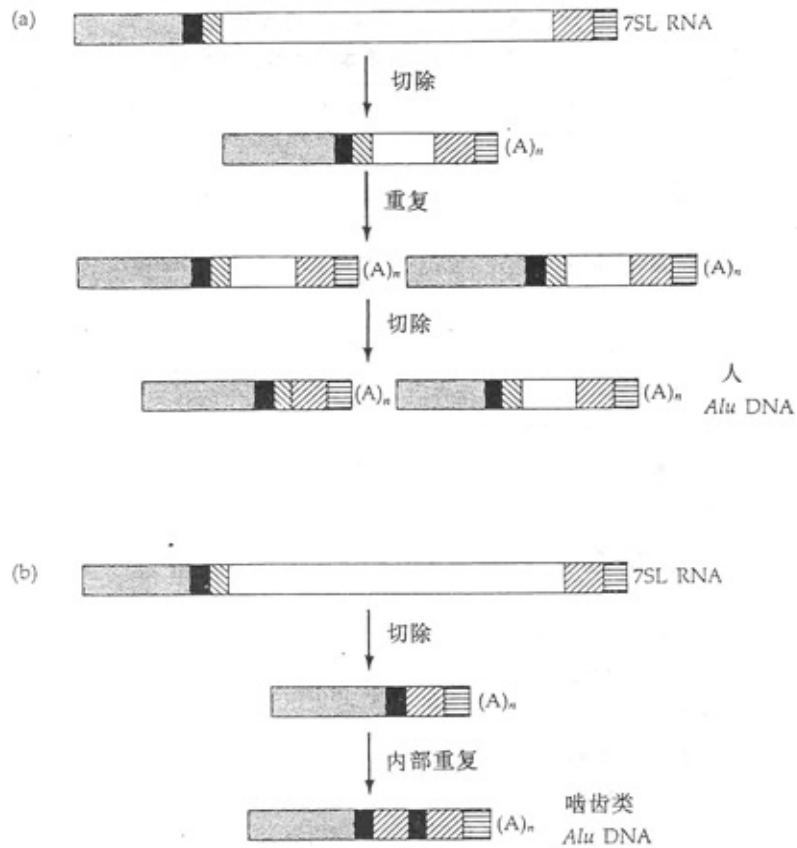 (a)
7SL RNA
切除
(A)n
重复
(A)n (A)n
切除
(A)n (A)n
人
Alu DNA
(b)
7SL RNA
切除
(A)n
内部重复
(A)n
啮齿类
Alu DNA